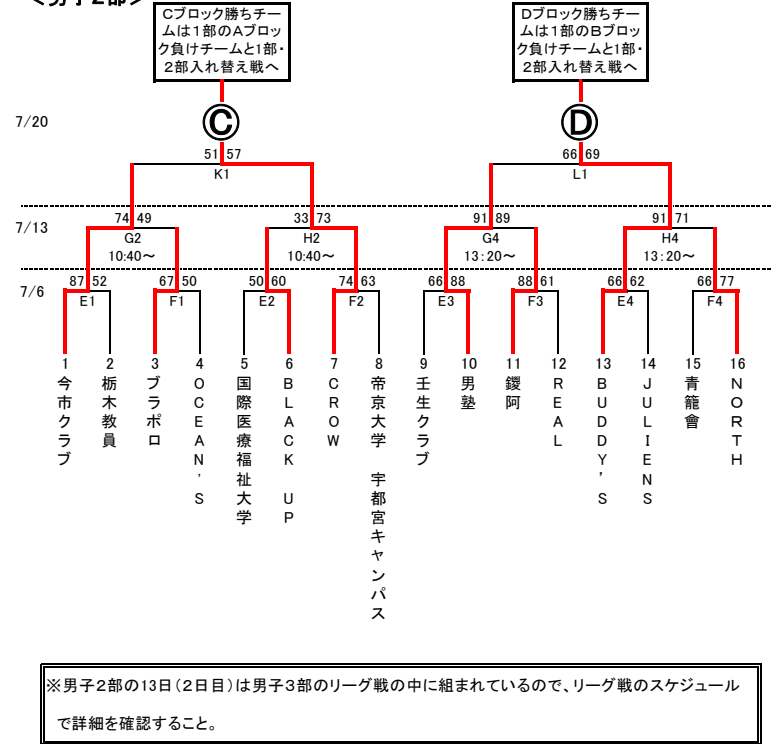 <男子2部>
Cブロック勝ちチー
ムは1部のAブロッ
ク負けチームと1部・
2部入れ替え戦へ
Dブロック勝ちチー
ムは1部のBブロッ
ク負けチームと1部・
2部入れ替え戦へ
7/20
Ⓒ
Ⓓ
51 57
K1
66 69
L1
7/13
74 49
G2
10:40～
33 73
H2
10:40～
91 89
G4
13:20～
91 71
H4
13:20～
7/6
87 52
E1
67 50
F1
50 60
E2
74 63
F2
66 88
E3
88 61
F3
66 62
E4
66 77
F4
1 今市クラブ
2 栃木教員
3 ブラポロ
4 OCEAN'S
5 国際医療福祉大学
6 BLACK UP
7 CROW
8 帝京大学 宇都宮キャンパス
9 壬生クラブ
10 男塾
11 鑁阿
12 REAL
13 BUDDY'S
14 JULIENS
15 青龍會
16 NORTH
※男子2部の13日(2日目)は男子3部のリーグ戦の中に組まれているので、リーグ戦のスケジュール
で詳細を確認すること。